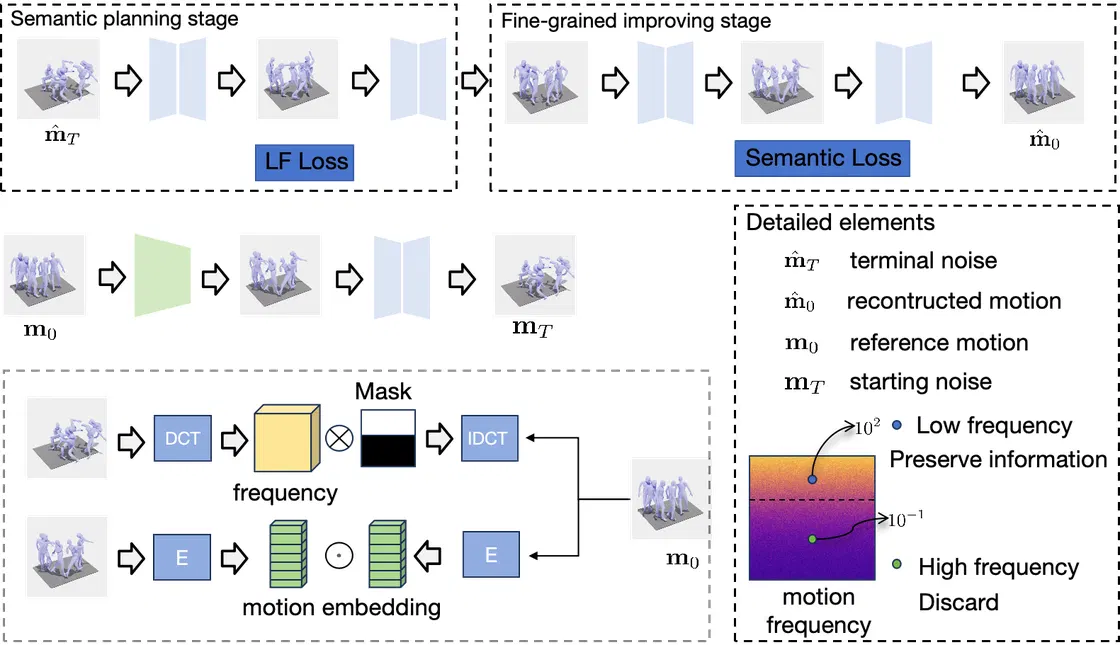 Semantic planning stage
Fine-grained improving stage
m̂_T
m̂_0
LF Loss
Semantic Loss
m_0
m_T
Detailed elements
m̂_T terminal noise
m̂_0 recontructed motion
m_0 reference motion
m_T starting noise
Mask
DCT
IDCT
frequency
E
E
motion embedding
m_0
10^2
Low frequency
Preserve information
10^-1
High frequency
Discard
motion
frequency